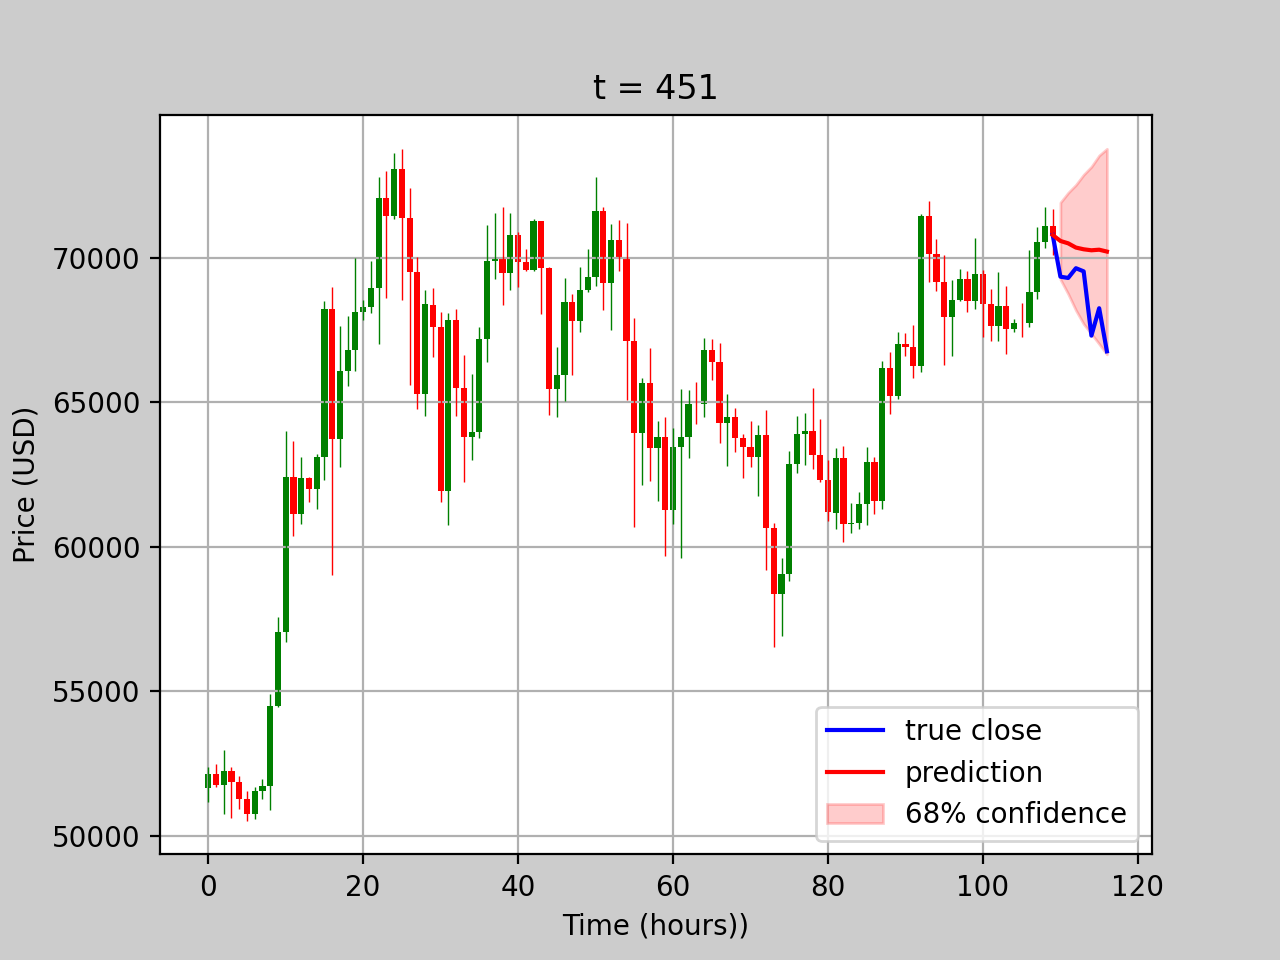 t = 451
Price (USD)
70000
65000
60000
55000
50000
0 20 40 60 80 100 120
Time (hours))
true close
prediction
68% confidence